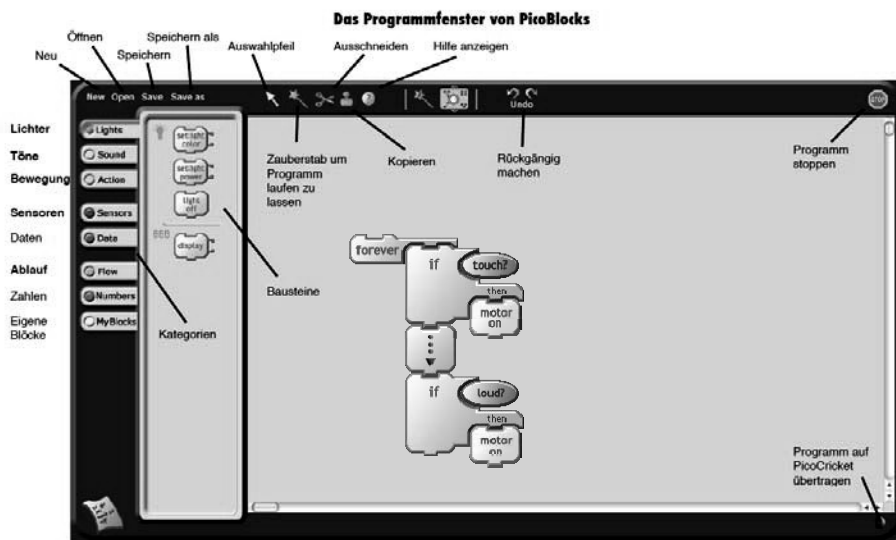 Das Programmfenster von PicoBlocks
Neu
Öffnen
Speichern
Speichern als
Auswahlpfeil
Ausschneiden
Hilfe anzeigen
New Open Save Save as
Undo
STOP
Lichter
Töne
Bewegung
Sensoren
Daten
Ablauf
Zahlen
Eigene
Blöcke
Lights
Sound
Action
Sensors
Data
Flow
Numbers
MyBlocks
set light
color
set light
power
light
off
display
Kategorien
Bausteine
Zauberstab um
Programm
laufen zu
lassen
Kopieren
Rückgängig
machen
Programm
stoppen
forever
if
touch?
then
motor
on
if
loud?
then
motor
on
Programm auf
PicoCricket
übertragen